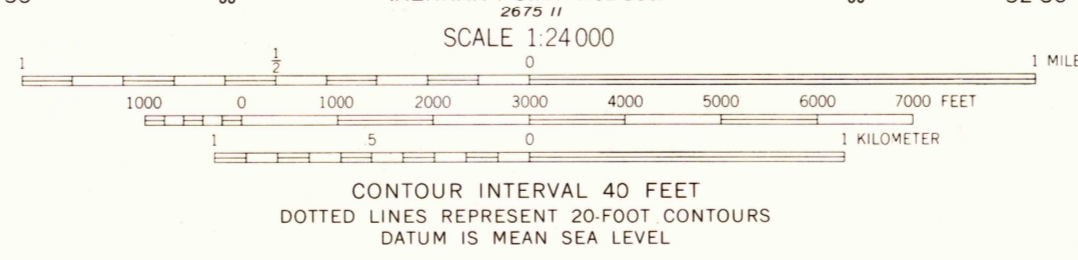 2675 II
SCALE 1:24 000
1 1/2 0 1 MILE
1000 0 1000 2000 3000 4000 5000 6000 7000 FEET
1 .5 0 1 KILOMETER
CONTOUR INTERVAL 40 FEET
DOTTED LINES REPRESENT 20-FOOT CONTOURS
DATUM IS MEAN SEA LEVEL